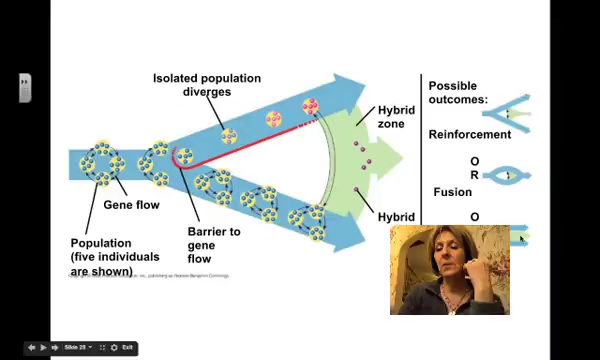 Isolated population
diverges
Possible
outcomes:
Hybrid
zone
Reinforcement
O
R
Gene flow
Fusion
Hybrid
O
Population
(five individuals
are shown)
Barrier to
gene
flow
Slide 28
Exit